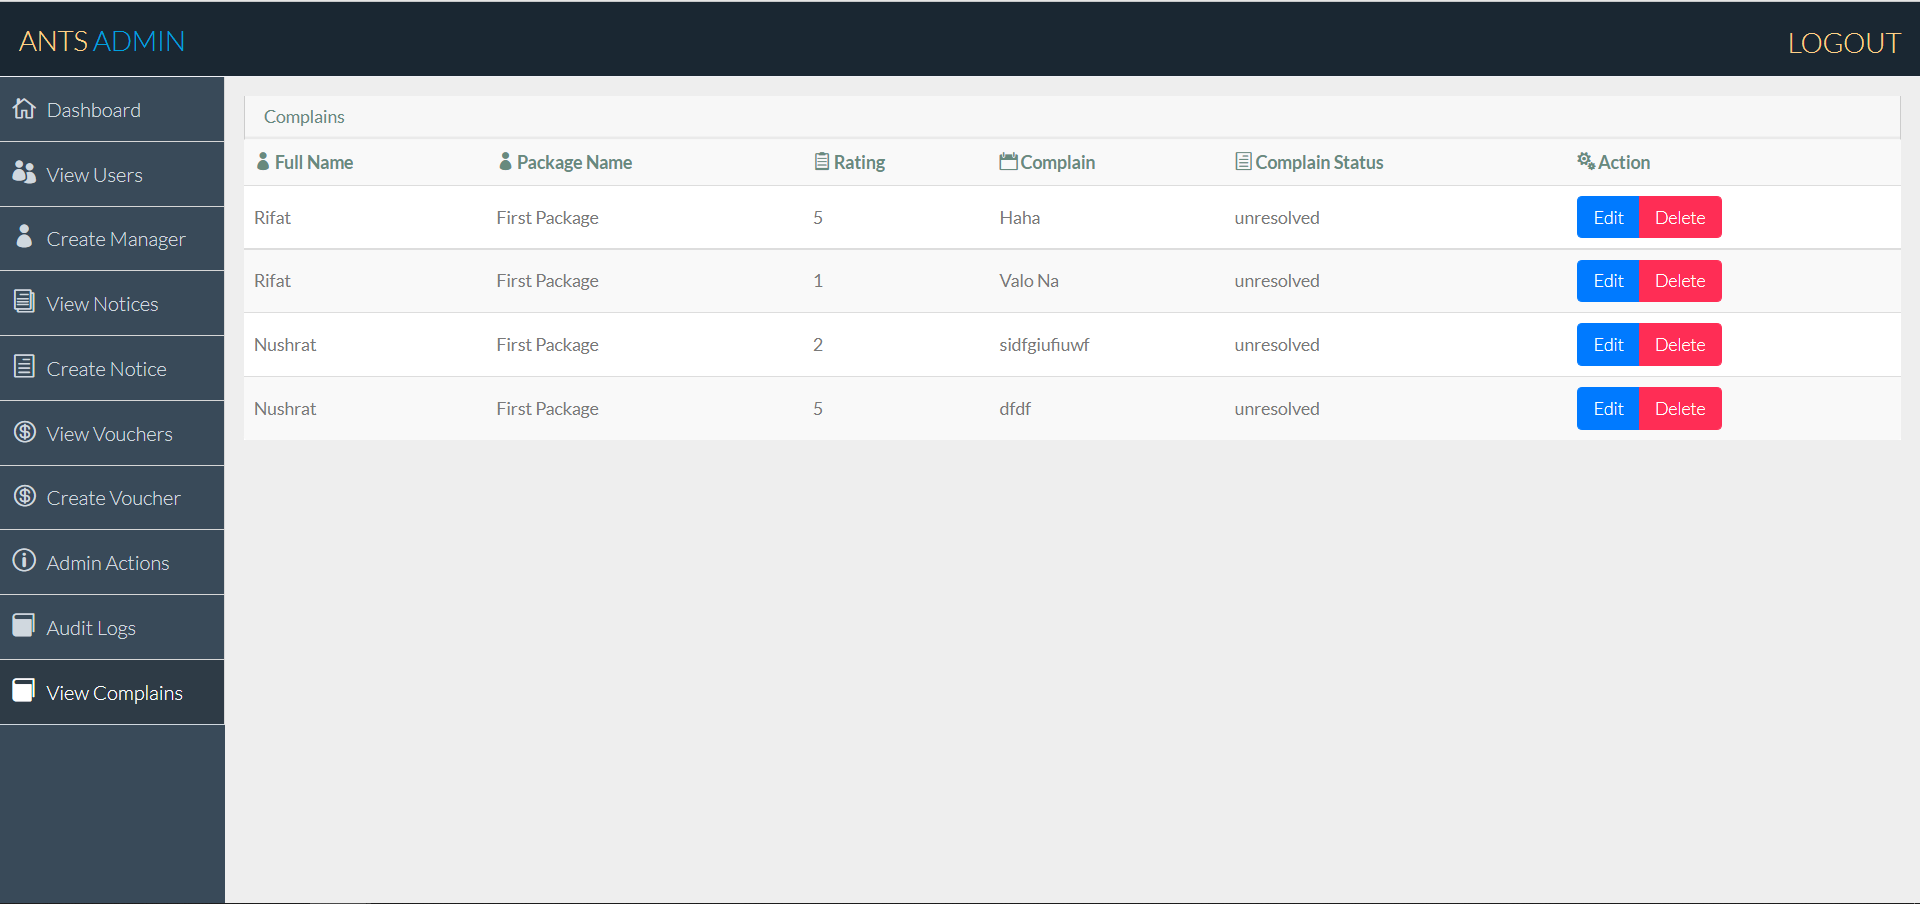 ANTS ADMIN
LOGOUT
Dashboard
View Users
Create Manager
View Notices
Create Notice
View Vouchers
Create Voucher
Admin Actions
Audit Logs
View Complains
Complains
Full Name Package Name Rating Complain Complain Status Action
Rifat First Package 5 Haha unresolved Edit Delete
Rifat First Package 1 Valo Na unresolved Edit Delete
Nushrat First Package 2 sidfgiufiuwf unresolved Edit Delete
Nushrat First Package 5 dfdf unresolved Edit Delete